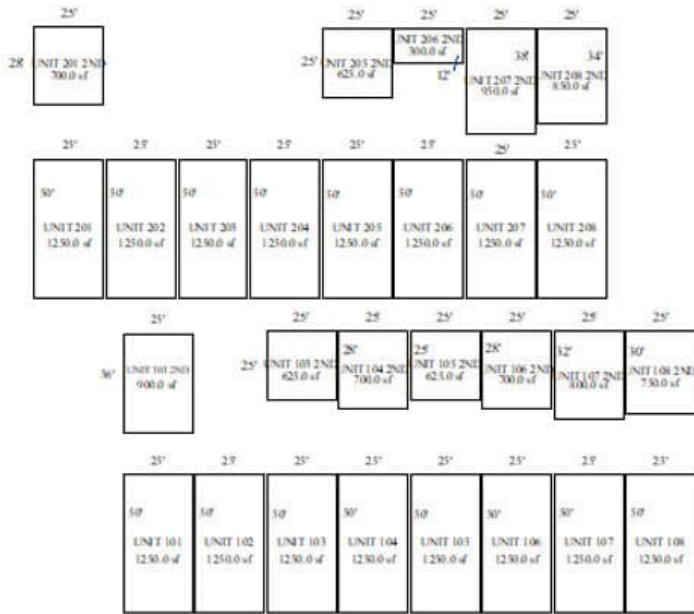 25' 25' 25' 25' 25'
28' UNIT 201 2ND
700.0 sf
25' UNIT 205 2ND
625.0 sf
UNIT 206 2ND
300.0 sf
12'
38'
UNIT 207 2ND
950.0 sf
34'
UNIT 208 2ND
850.0 sf
25' 25' 25' 25' 25' 25' 25' 25'
50' 50' 50' 50' 50' 50' 50' 50'
UNIT 201 UNIT 202 UNIT 203 UNIT 204 UNIT 205 UNIT 206 UNIT 207 UNIT 208
1250.0 sf 1250.0 sf 1250.0 sf 1250.0 sf 1250.0 sf 1250.0 sf 1250.0 sf 1250.0 sf
25' 25' 25' 25' 25' 25' 25'
36' UNIT 101 2ND
900.0 sf
25' UNIT 103 2ND
625.0 sf
28'
UNIT 104 2ND
700.0 sf
25'
UNIT 105 2ND
625.0 sf
28'
UNIT 106 2ND
700.0 sf
32'
UNIT 107 2ND
800.0 sf
30'
UNIT 108 2ND
750.0 sf
25' 25' 25' 25' 25' 25' 25' 25'
50' 50' 50' 50' 50' 50' 50' 50'
UNIT 101 UNIT 102 UNIT 103 UNIT 104 UNIT 105 UNIT 106 UNIT 107 UNIT 108
1250.0 sf 1250.0 sf 1250.0 sf 1250.0 sf 1250.0 sf 1250.0 sf 1250.0 sf 1250.0 sf